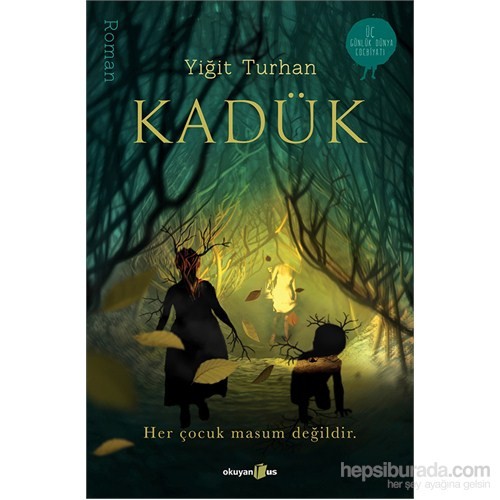 Roman
ÜÇ
GÜNLÜK DÜNYA
EDEBİYATI
Yiğit Turhan
KADÜK
Her çocuk masum değildir.
okuyan us
hepsiburada.com
her şey ayağına gelsin